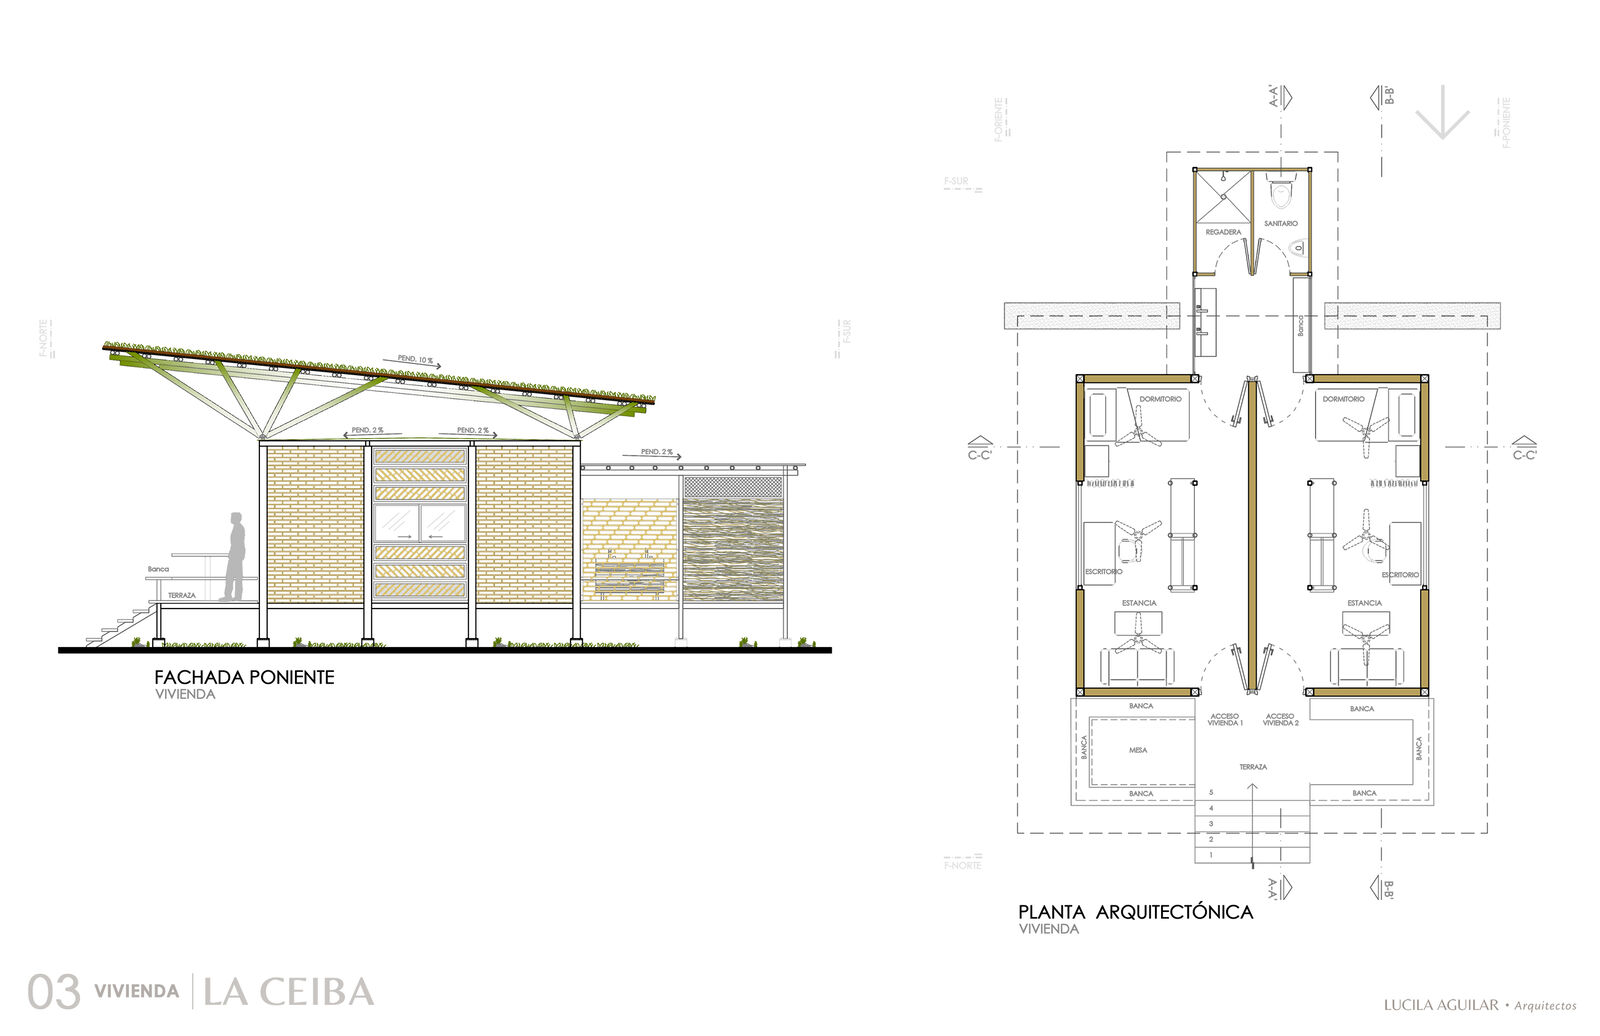 F-NORTE
F-SUR
PEND. 10 %
PEND. 2 %
PEND. 2 %
PEND. 2 %
Banca
TERRAZA
FACHADA PONIENTE
VIVIENDA
A-A'
B-B'
F-ORIENTE
F-PONIENTE
F-SUR
REGADERA
SANITARIO
Banca
DORMITORIO
DORMITORIO
C-C'
C-C'
ESCRITORIO
ESCRITORIO
ESTANCIA
ESTANCIA
BANCA
ACCESO
VIVIENDA 1
ACCESO
VIVIENDA 2
BANCA
BANCA
MESA
BANCA
TERRAZA
BANCA
BANCA
5
4
3
2
1
F-NORTE
A-A'
B-B'
PLANTA ARQUITECTÓNICA
VIVIENDA
03 VIVIENDA LA CEIBA
LUCILA AGUILAR • Arquitectos